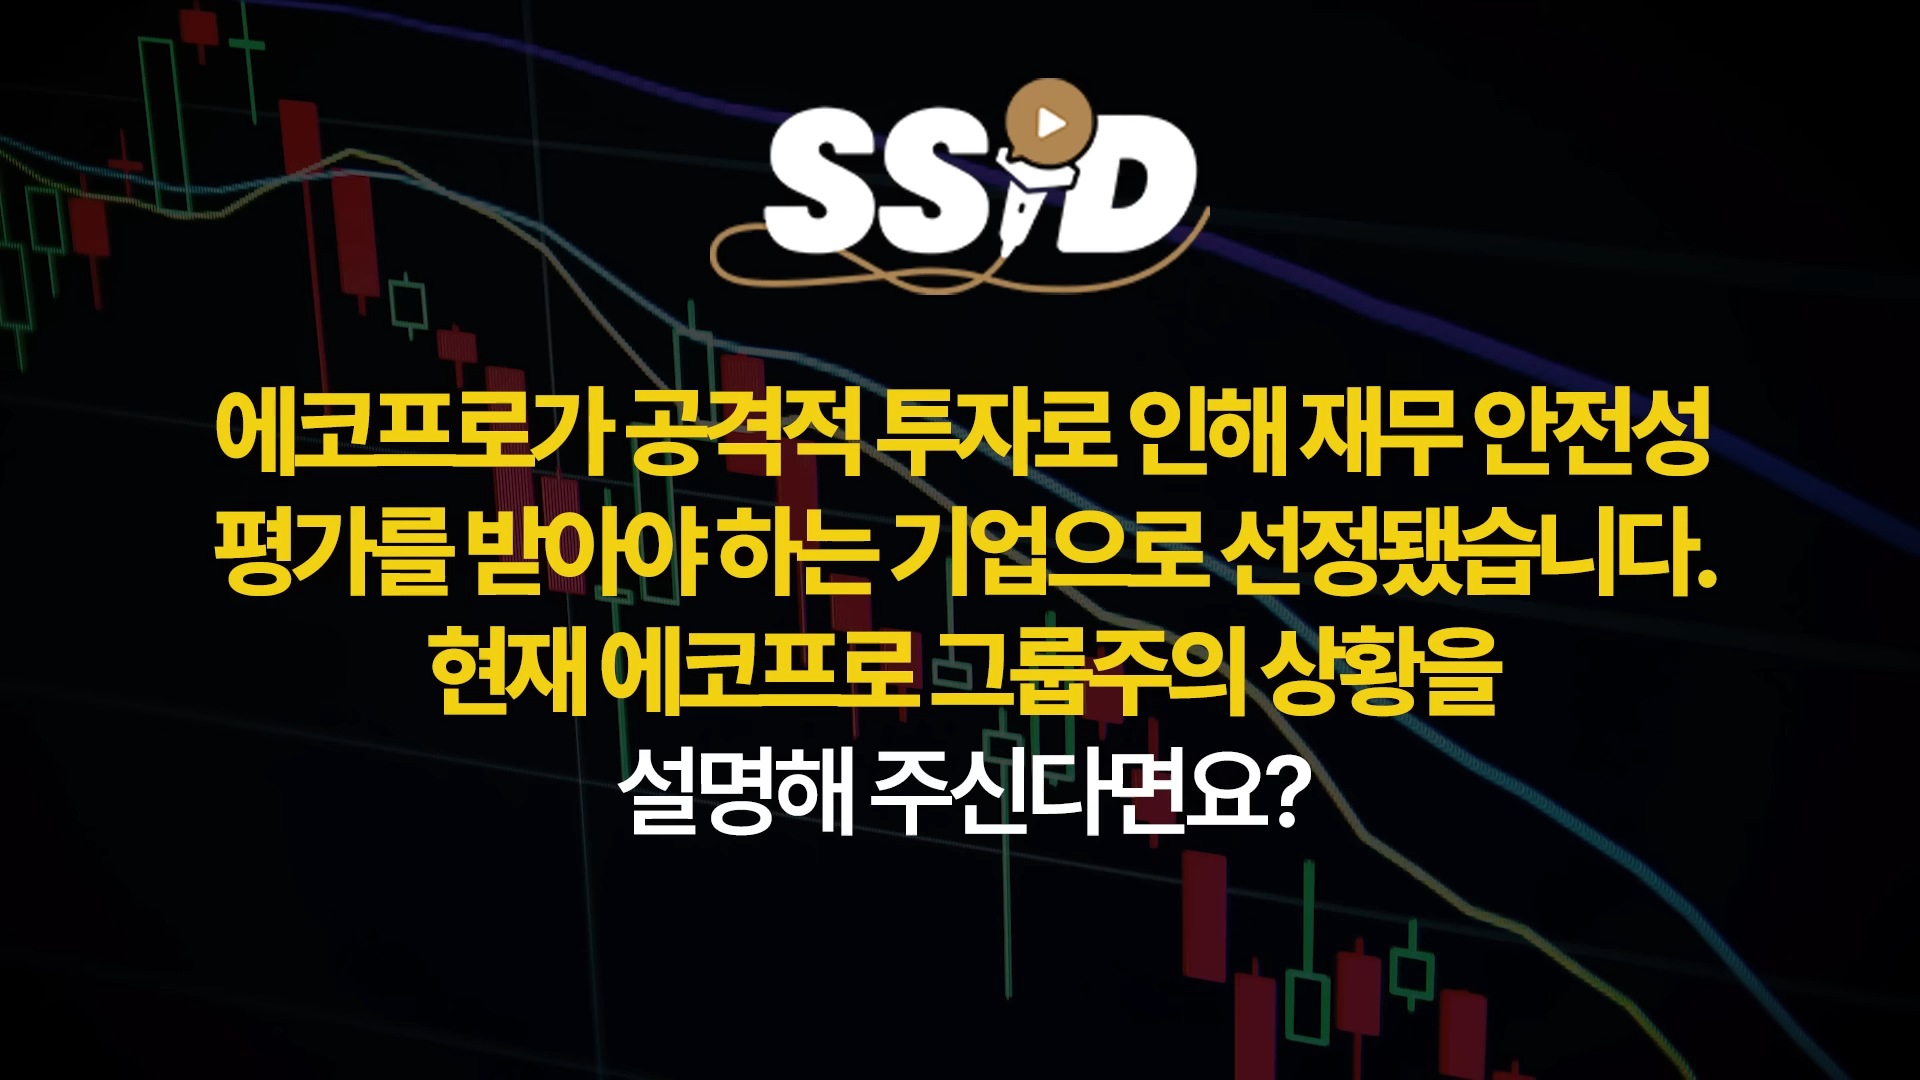 SSiD
에코프로가 공격적 투자로 인해 재무 안전성
평가를 받아야 하는 기업으로 선정됐습니다.
현재 에코프로 그룹주의 상황을
설명해 주신다면요?